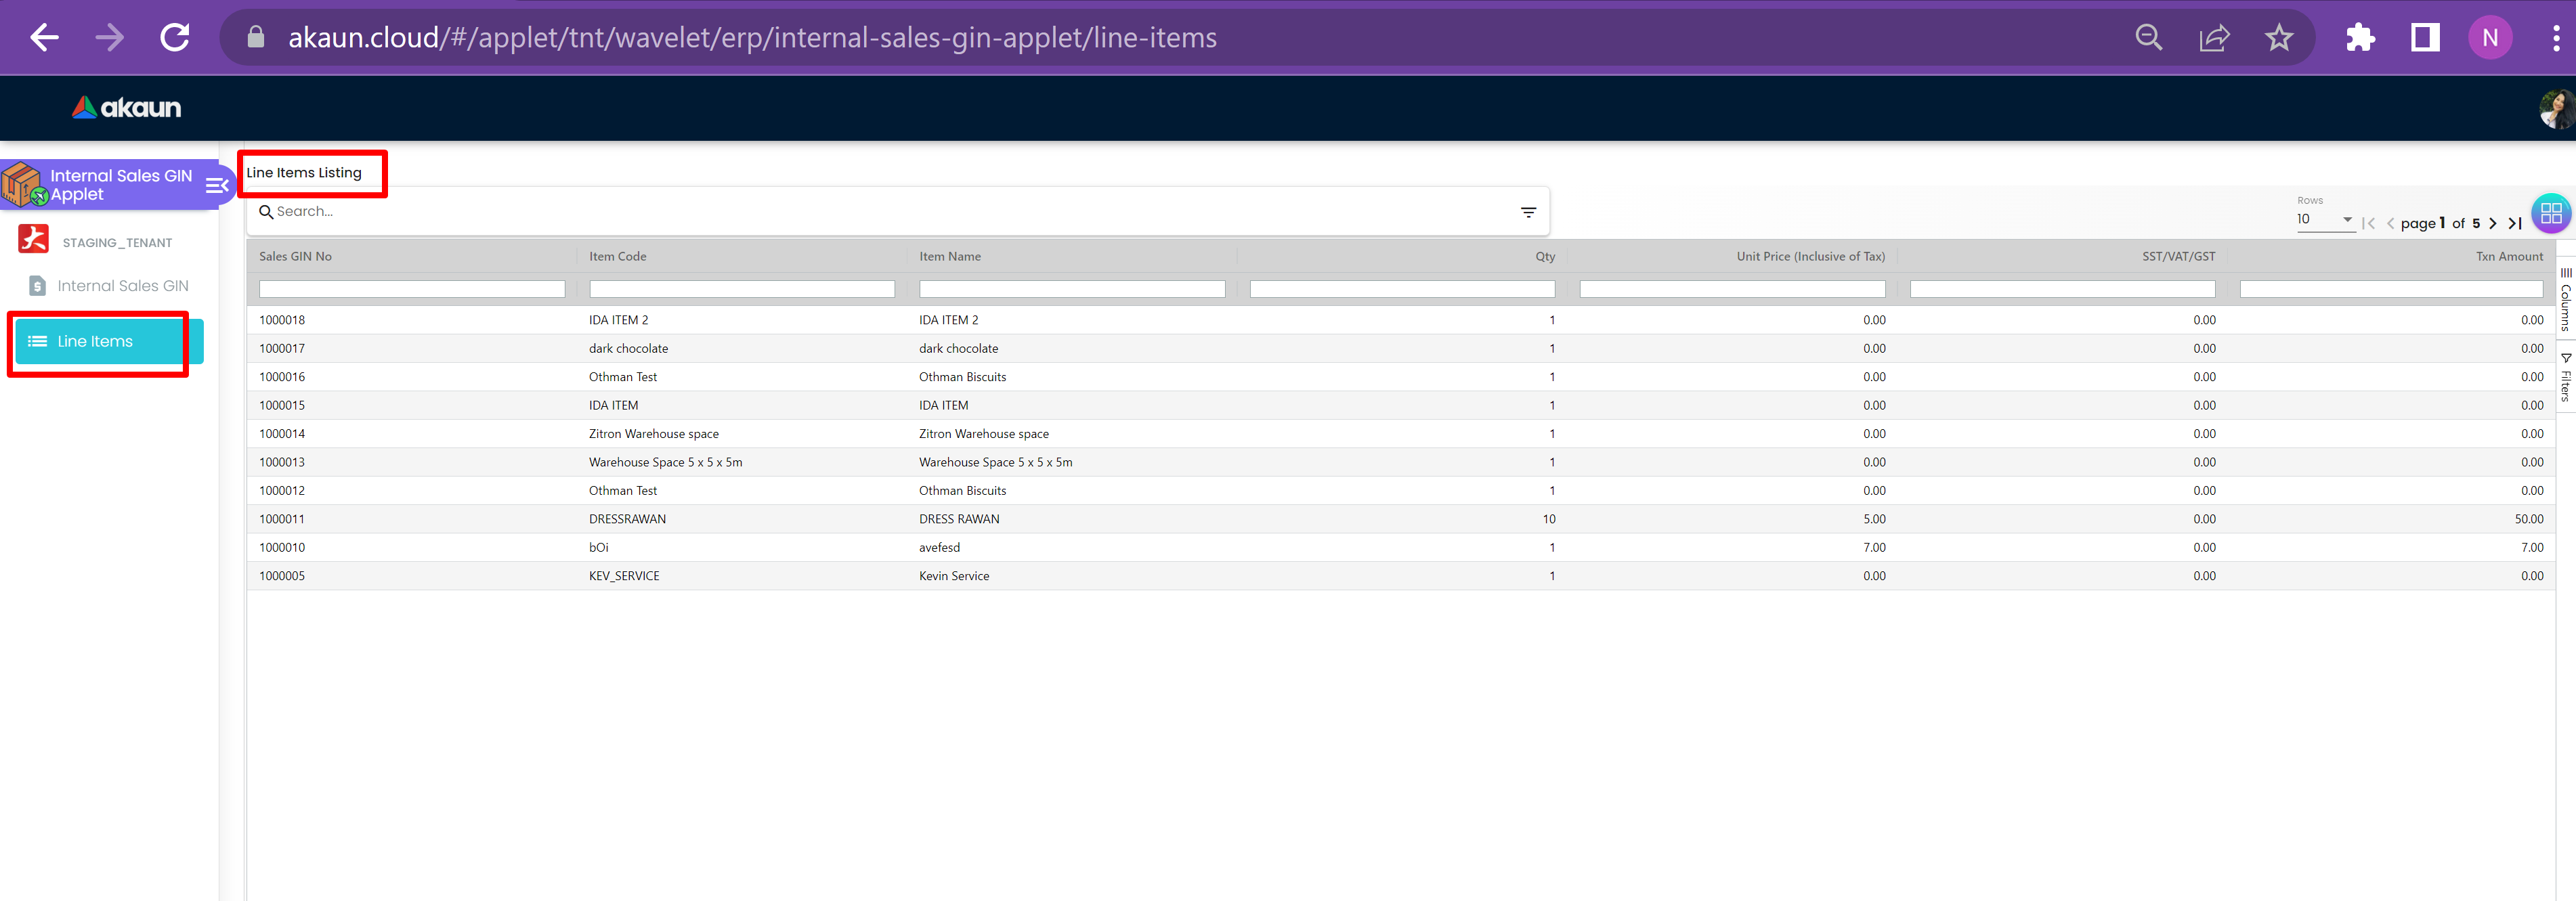 akaun.cloud/#/applet/tnt/wavelet/erp/internal-sales-gin-applet/line-items
N
akaun
Internal Sales GIN
Applet
STAGING_TENANT
Internal Sales GIN
Line Items
Line Items Listing
Search...
Rows
10
page 1 of 5
Sales GIN No Item Code Item Name Qty Unit Price (Inclusive of Tax) SST/VAT/GST Txn Amount
1000018 IDA ITEM 2 IDA ITEM 2 1 0.00 0.00 0.00
1000017 dark chocolate dark chocolate 1 0.00 0.00 0.00
1000016 Othman Test Othman Biscuits 1 0.00 0.00 0.00
1000015 IDA ITEM IDA ITEM 1 0.00 0.00 0.00
1000014 Zitron Warehouse space Zitron Warehouse space 1 0.00 0.00 0.00
1000013 Warehouse Space 5 x 5 x 5m Warehouse Space 5 x 5 x 5m 1 0.00 0.00 0.00
1000012 Othman Test Othman Biscuits 1 0.00 0.00 0.00
1000011 DRESSRAWAN DRESS RAWAN 10 5.00 0.00 50.00
1000010 bOi avefesd 1 7.00 0.00 7.00
1000005 KEV_SERVICE Kevin Service 1 0.00 0.00 0.00
Columns
Filters